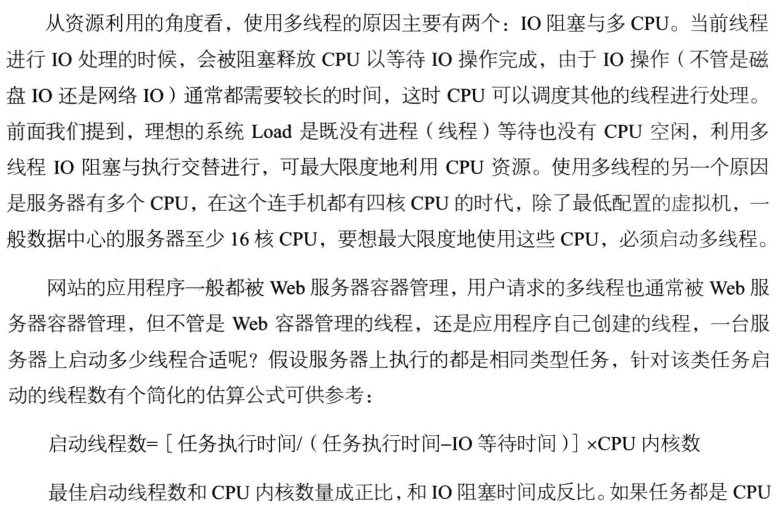 从资源利用的角度看，使用多线程的原因主要有两个：IO 阻塞与多 CPU。当前线程
进行 IO 处理的时候，会被阻塞释放 CPU 以等待 IO 操作完成，由于 IO 操作（不管是磁
盘 IO 还是网络 IO）通常都需要较长的时间，这时 CPU 可以调度其他的线程进行处理。
前面我们提到，理想的系统 Load 是既没有进程（线程）等待也没有 CPU 空闲，利用多
线程 IO 阻塞与执行交替进行，可最大限度地利用 CPU 资源。使用多线程的另一个原因
是服务器有多个 CPU，在这个连手机都有四核 CPU 的时代，除了最低配置的虚拟机，一
般数据中心的服务器至少 16 核 CPU，要想最大限度地使用这些 CPU，必须启动多线程。
网站的应用程序一般都被 Web 服务器容器管理，用户请求的多线程也通常被 Web 服
务器容器管理，但不管是 Web 容器管理的线程，还是应用程序自己创建的线程，一台服
务器上启动多少线程合适呢？假设服务器上执行的都是相同类型任务，针对该类任务启
动的线程数有个简化的估算公式可供参考：
启动线程数=［任务执行时间/（任务执行时间-IO 等待时间）］×CPU 内核数
最佳启动线程数和 CPU 内核数量成正比，和 IO 阻塞时间成反比。如果任务都是 CPU